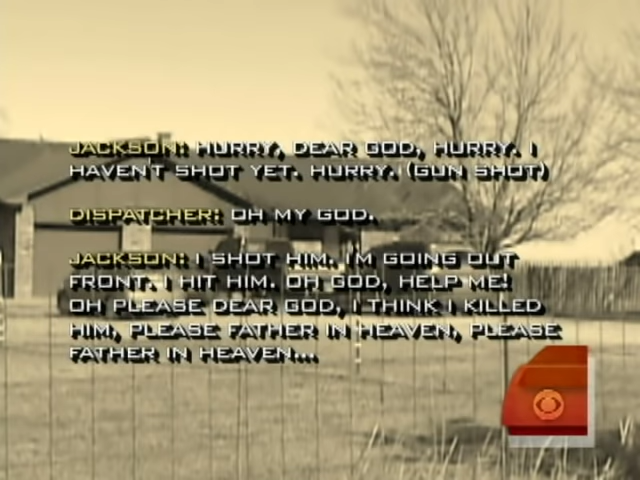 JACKSON: HURRY, DEAR GOD, HURRY. I
HAVEN'T SHOT YET. HURRY. (GUN SHOT)
DISPATCHER: OH MY GOD.
JACKSON: I SHOT HIM. I'M GOING OUT
FRONT. I HIT HIM. OH GOD, HELP ME!
OH PLEASE DEAR GOD, I THINK I KILLED
HIM, PLEASE FATHER IN HEAVEN, PLEASE
FATHER IN HEAVEN...